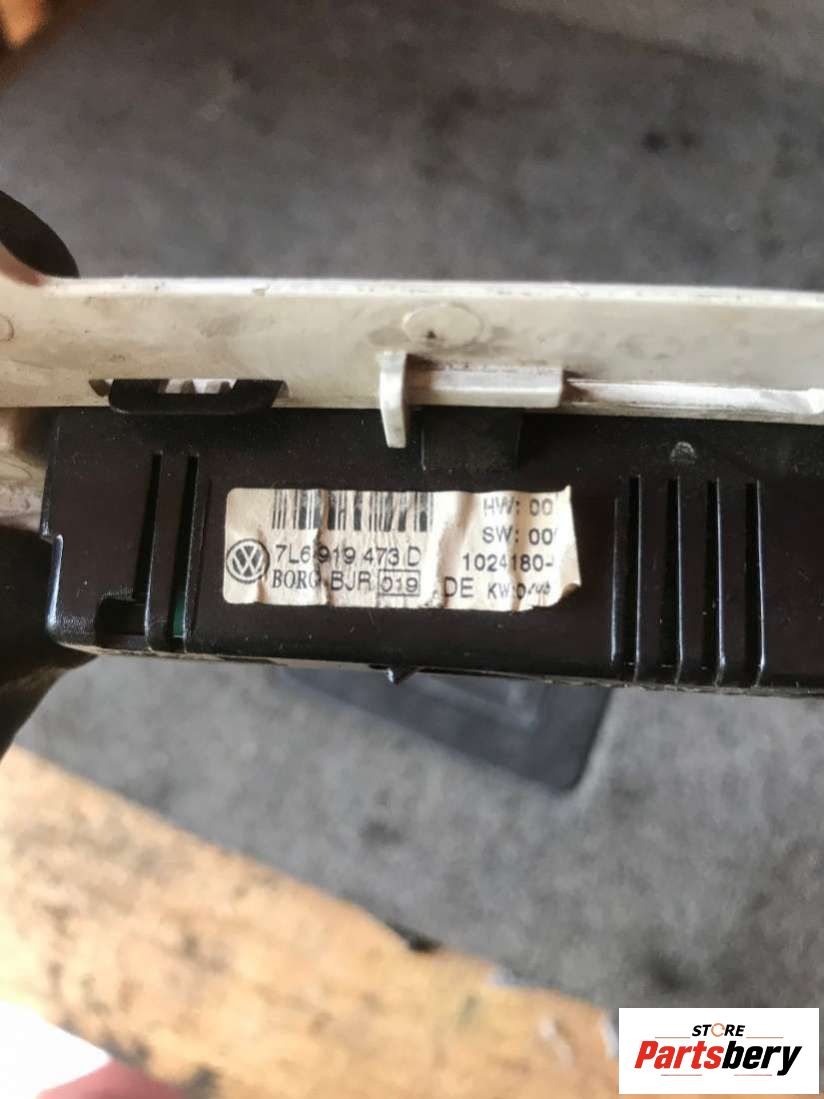 7L6 919 473 D
BORG BJR 019 DE
HW: 00
SW: 00
1024180-
STORE
Partsbery